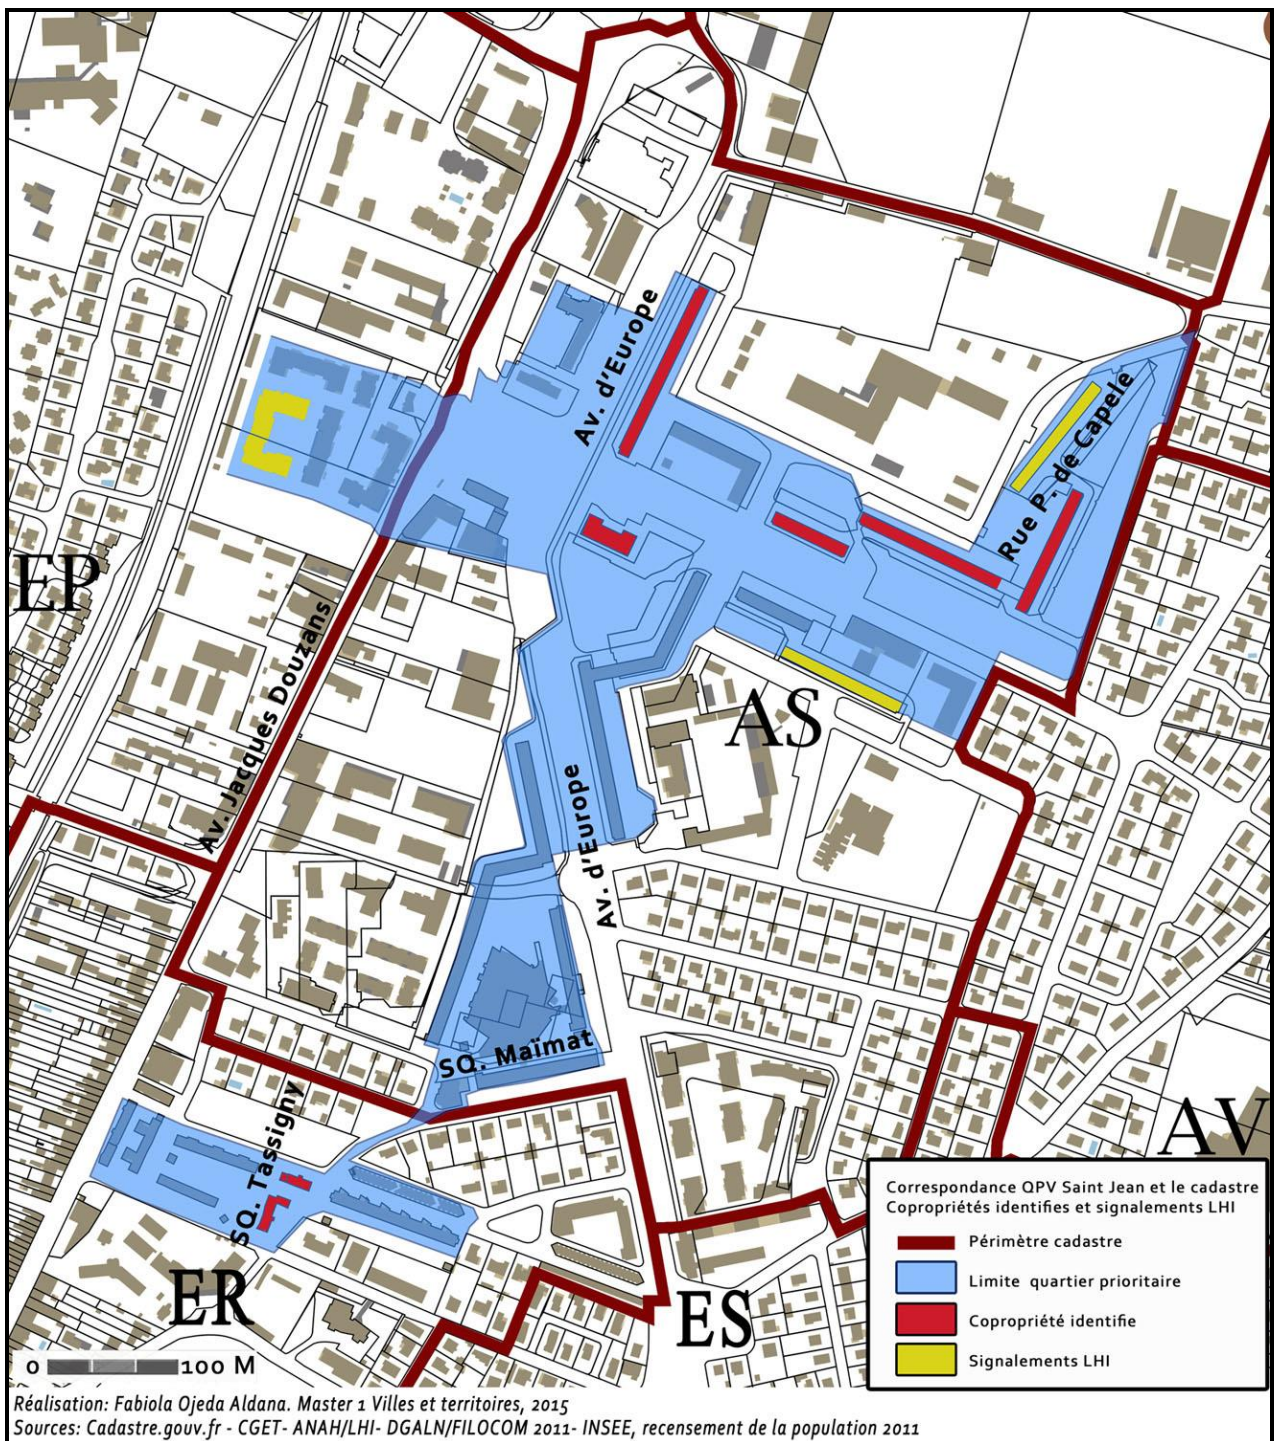 Av. d'Europe
Rue P. de Capele
EP
Av. Jacques Douzans
AS
Av. d'Europe
SQ. Maïmat
SQ. Tassigny
AV
ER
ES
Correspondance QPV Saint Jean et le cadastre
Copropriétés identifies et signalements LHI
Périmètre cadastre
Limite quartier prioritaire
Copropriété identifie
Signalements LHI
0 100 M
Réalisation: Fabiola Ojeda Aldana. Master 1 Villes et territoires, 2015
Sources: Cadastre.gouv.fr - CGET- ANAH/LHI- DGALN/FILOCOM 2011- INSEE, recensement de la population 2011